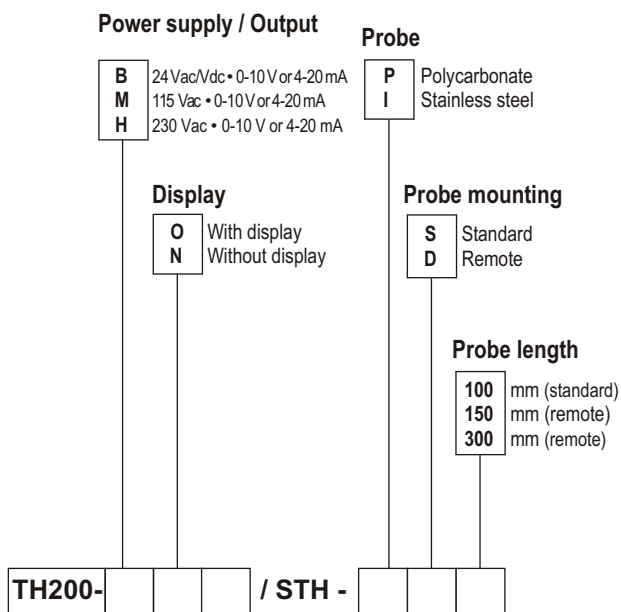 Power supply / Output
B 24 Vac/Vdc • 0-10 V or 4-20 mA
M 115 Vac • 0-10 V or 4-20 mA
H 230 Vac • 0-10 V or 4-20 mA
Probe
P Polycarbonate
I Stainless steel
Display
O With display
N Without display
Probe mounting
S Standard
D Remote
Probe length
100 mm (standard)
150 mm (remote)
300 mm (remote)
TH200- / STH -